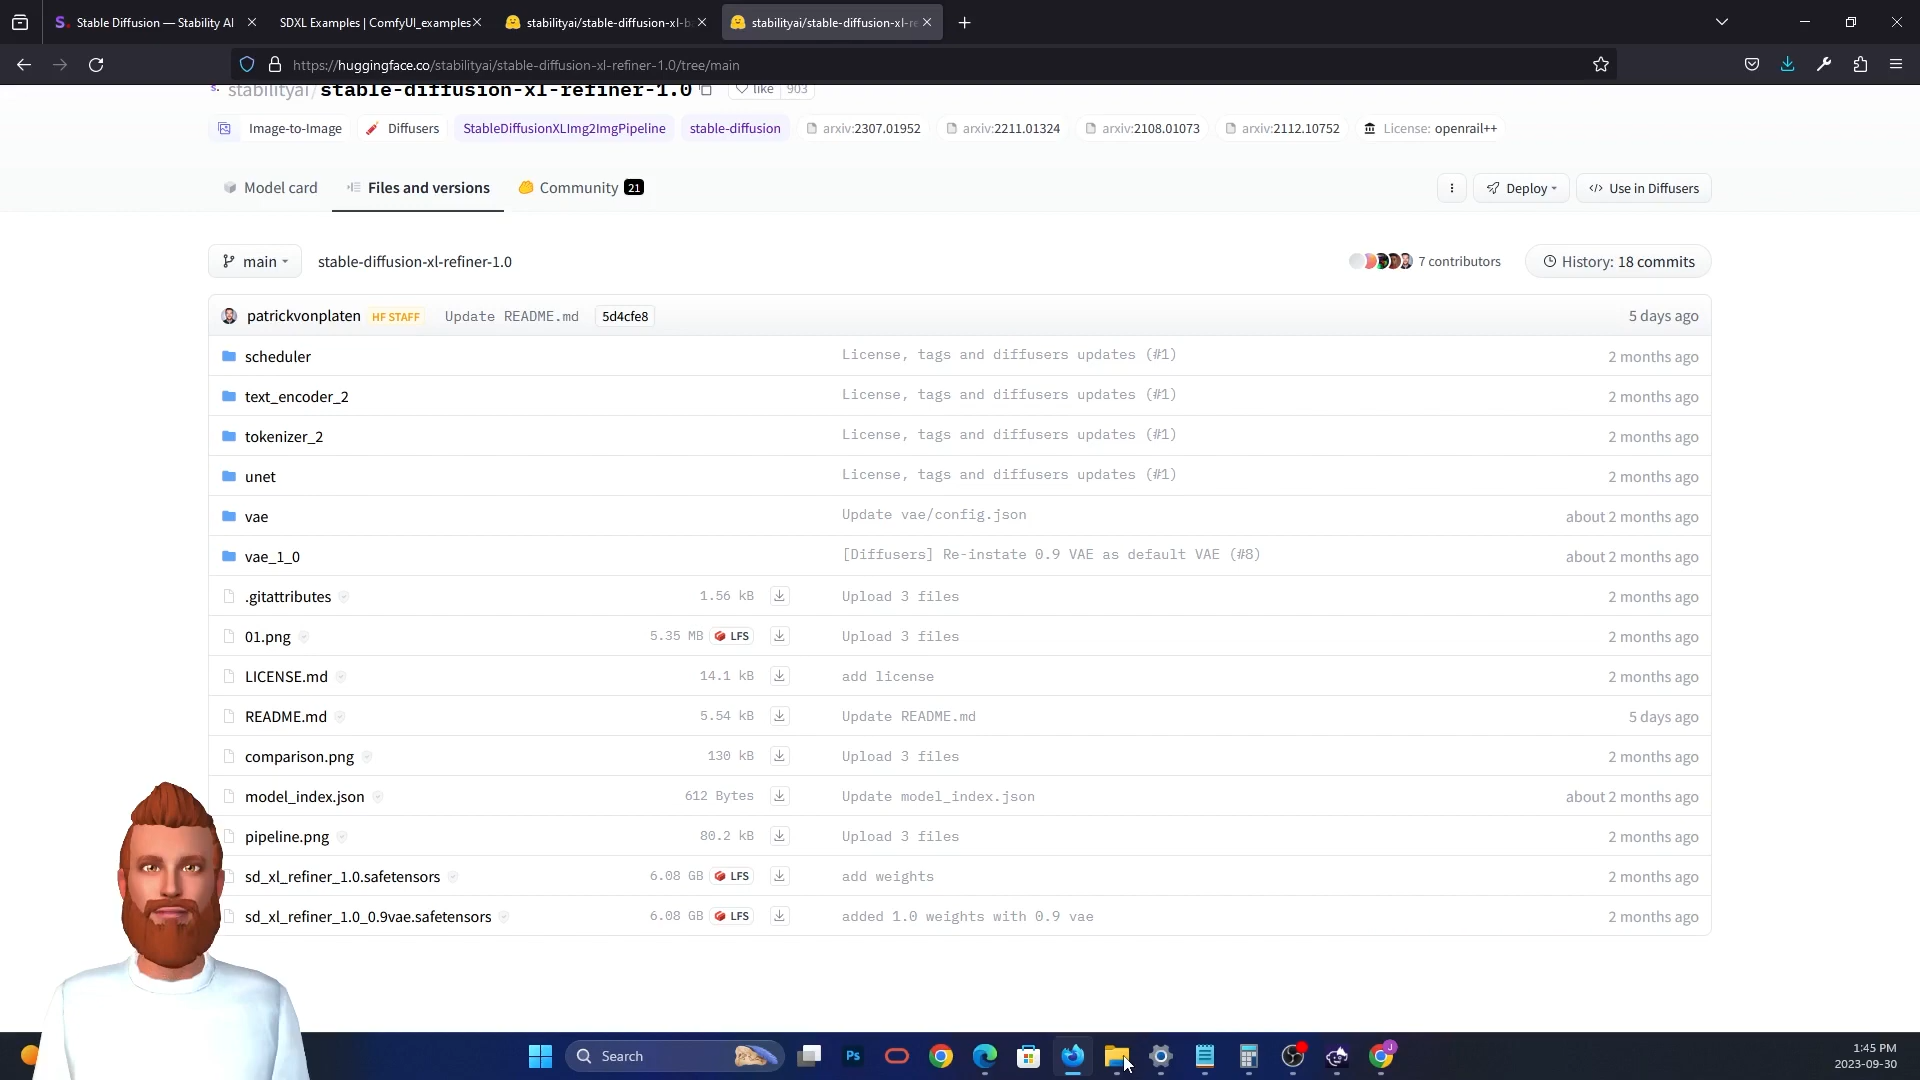 Stable Diffusion — Stability AI
SDXL Examples | ComfyUI_examples
stabilityai/stable-diffusion-xl-b
stabilityai/stable-diffusion-xl-re
https://huggingface.co/stabilityai/stable-diffusion-xl-refiner-1.0/tree/main
stabilityai/stable-diffusion-xl-refiner-1.0 like 903
Image-to-Image Diffusers StableDiffusionXLImg2ImgPipeline stable-diffusion arxiv:2307.01952 arxiv:2211.01324 arxiv:2108.01073 arxiv:2112.10752 License: openrail++
Model card Files and versions Community 21 Deploy Use in Diffusers
main stable-diffusion-xl-refiner-1.0 7 contributors History: 18 commits
patrickvonplaten HF STAFF Update README.md 5d4cfe8 5 days ago
scheduler License, tags and diffusers updates (#1) 2 months ago
text_encoder_2 License, tags and diffusers updates (#1) 2 months ago
tokenizer_2 License, tags and diffusers updates (#1) 2 months ago
unet License, tags and diffusers updates (#1) 2 months ago
vae Update vae/config.json about 2 months ago
vae_1_0 [Diffusers] Re-instate 0.9 VAE as default VAE (#8) about 2 months ago
.gitattributes 1.56 kB Upload 3 files 2 months ago
01.png 5.35 MB LFS Upload 3 files 2 months ago
LICENSE.md 14.1 kB add license 2 months ago
README.md 5.54 kB Update README.md 5 days ago
comparison.png 130 kB Upload 3 files 2 months ago
model_index.json 612 Bytes Update model_index.json about 2 months ago
pipeline.png 80.2 kB Upload 3 files 2 months ago
sd_xl_refiner_1.0.safetensors 6.08 GB LFS add weights 2 months ago
sd_xl_refiner_1.0_0.9vae.safetensors 6.08 GB LFS added 1.0 weights with 0.9 vae 2 months ago
Search Ps J 1:45 PM
2023-09-30